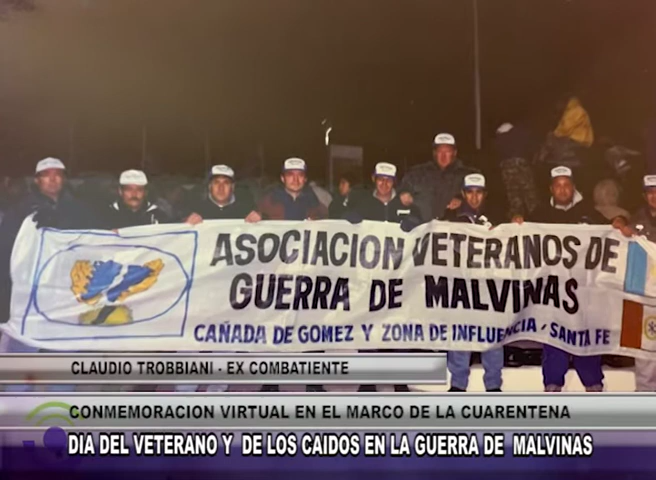 ASOCIACION VETERANOS DE
GUERRA DE MALVINAS
CAÑADA DE GOMEZ Y ZONA DE INFLUENCIA - SANTA FE
CLAUDIO TROBBIANI - EX COMBATIENTE
CONMEMORACION VIRTUAL EN EL MARCO DE LA CUARENTENA
DIA DEL VETERANO Y DE LOS CAIDOS EN LA GUERRA DE MALVINAS